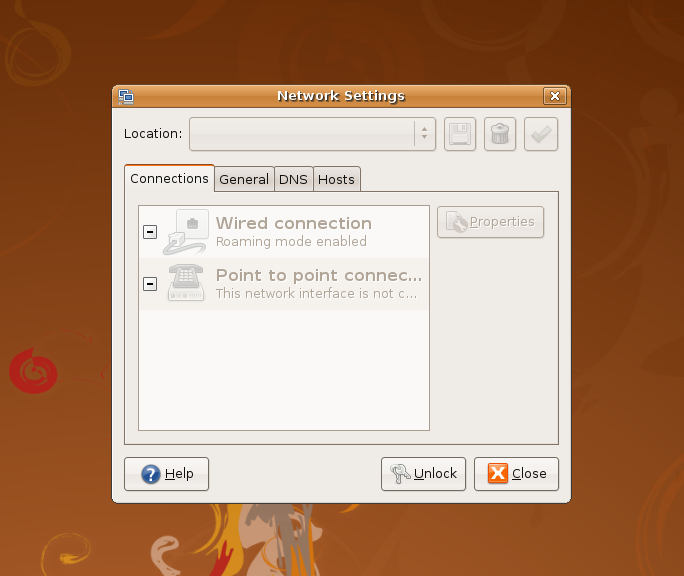 Network Settings
Location:
Connections General DNS Hosts
Wired connection
Roaming mode enabled
Properties
Point to point connec...
This network interface is not c...
Help Unlock Close